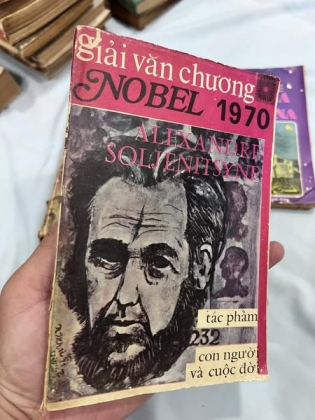 giải văn chương
NOBEL 1970
ALEXANDRE
SOLJENITSYNE
tác phẩm
232
con người
và cuộc đời